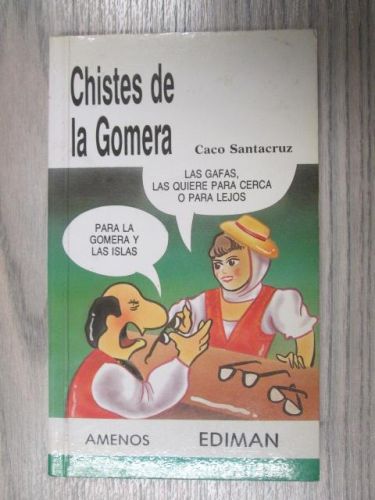 Chistes de
la Gomera
Caco Santacruz
LAS GAFAS,
LAS QUIERE PARA CERCA
O PARA LEJOS
PARA LA
GOMERA Y
LAS ISLAS
AMENOS
EDIMAN